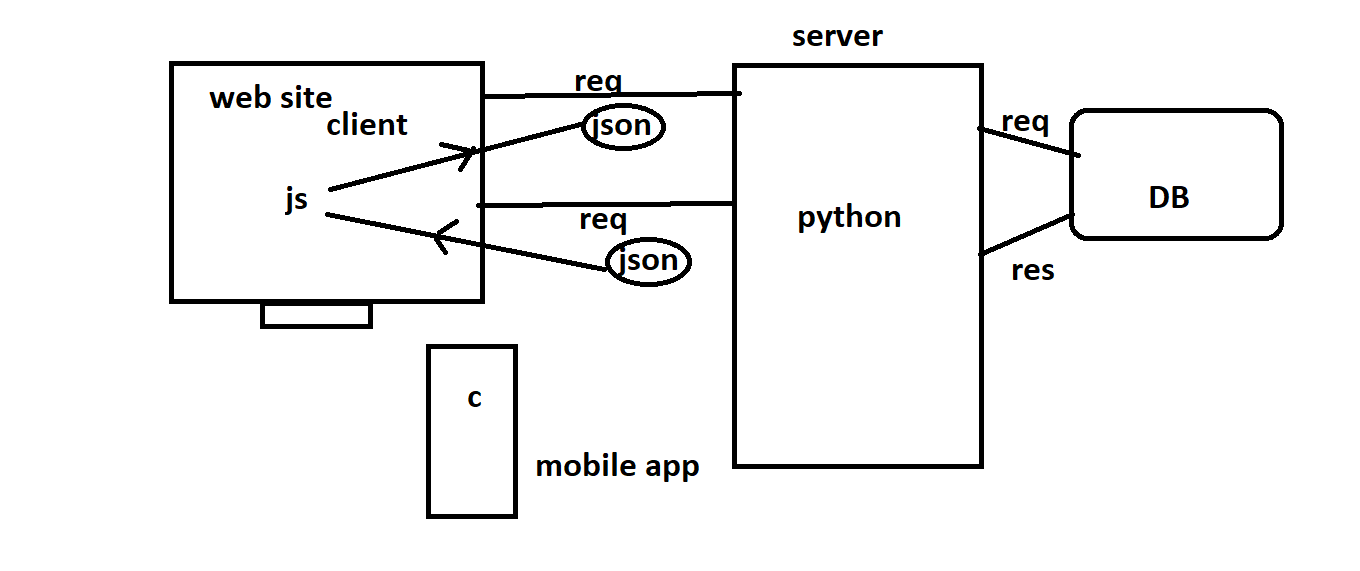 server
web site
client
req
json
js
req
json
python
req
DB
res
c
mobile app